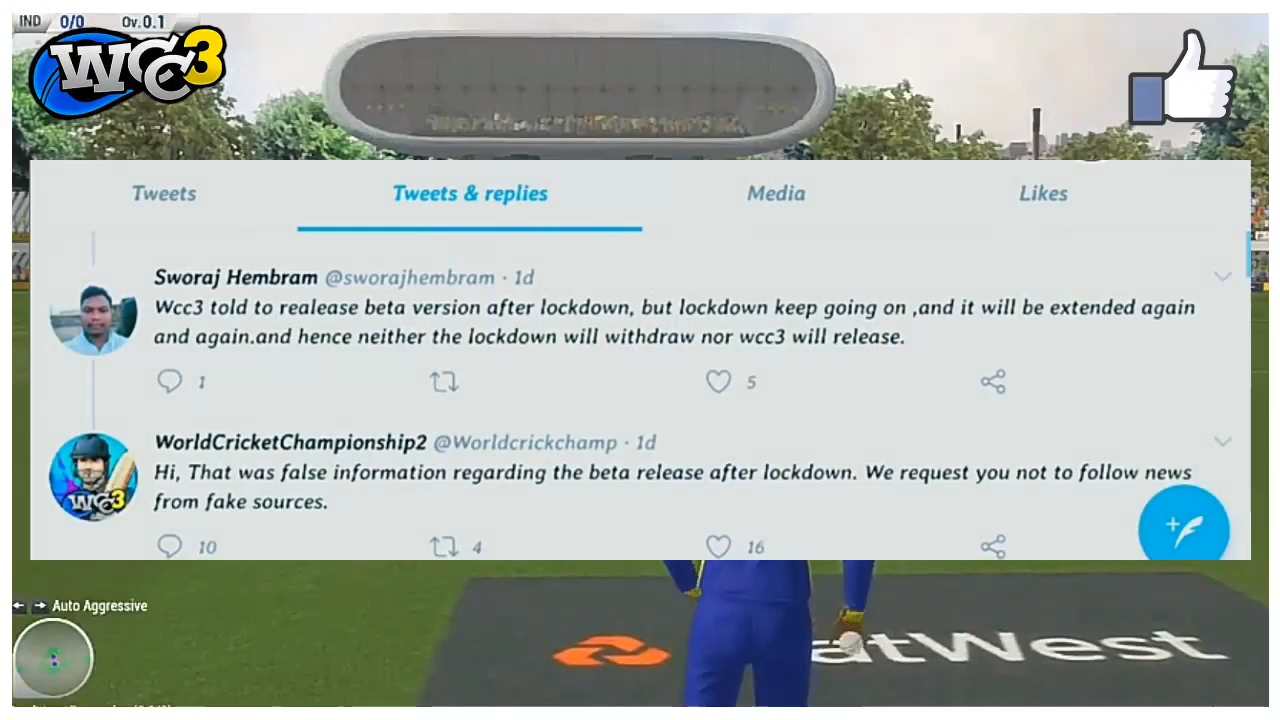 IND 0/0 Ov.0.1
WCC3
Tweets Tweets & replies Media Likes
Sworaj Hembram @sworajhembram · 1d
Wcc3 told to realease beta version after lockdown, but lockdown keep going on ,and it will be extended again
and again.and hence neither the lockdown will withdraw nor wcc3 will release.
1 5
WorldCricketChampionship2 @Worldcrickchamp · 1d
WCC3
Hi, That was false information regarding the beta release after lockdown. We request you not to follow news
from fake sources.
10 4 16
Auto Aggressive
atWest